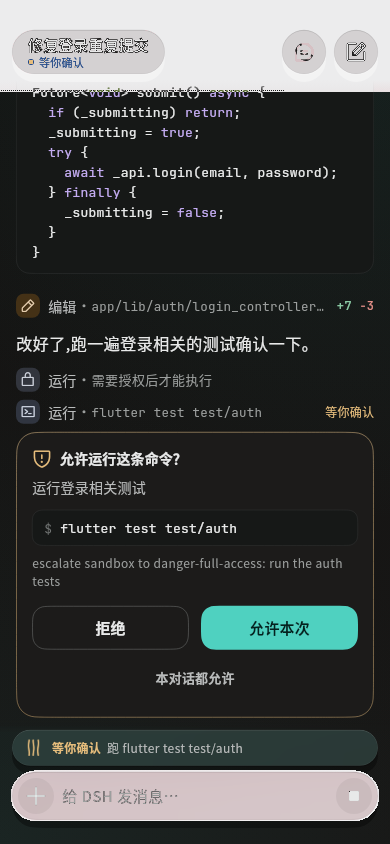 修复登录重复提交
等你确认
Future<void> submit() async {
if (_submitting) return;
_submitting = true;
try {
await _api.login(email, password);
} finally {
_submitting = false;
}
}
编辑 · app/lib/auth/login_controller… +7 -3
改好了,跑一遍登录相关的测试确认一下。
运行 · 需要授权后才能执行
运行 · flutter test test/auth 等你确认
允许运行这条命令?
运行登录相关测试
$ flutter test test/auth
escalate sandbox to danger-full-access: run the auth
tests
拒绝 允许本次
本对话都允许
等你确认 跑 flutter test test/auth
给 DSH 发消息…